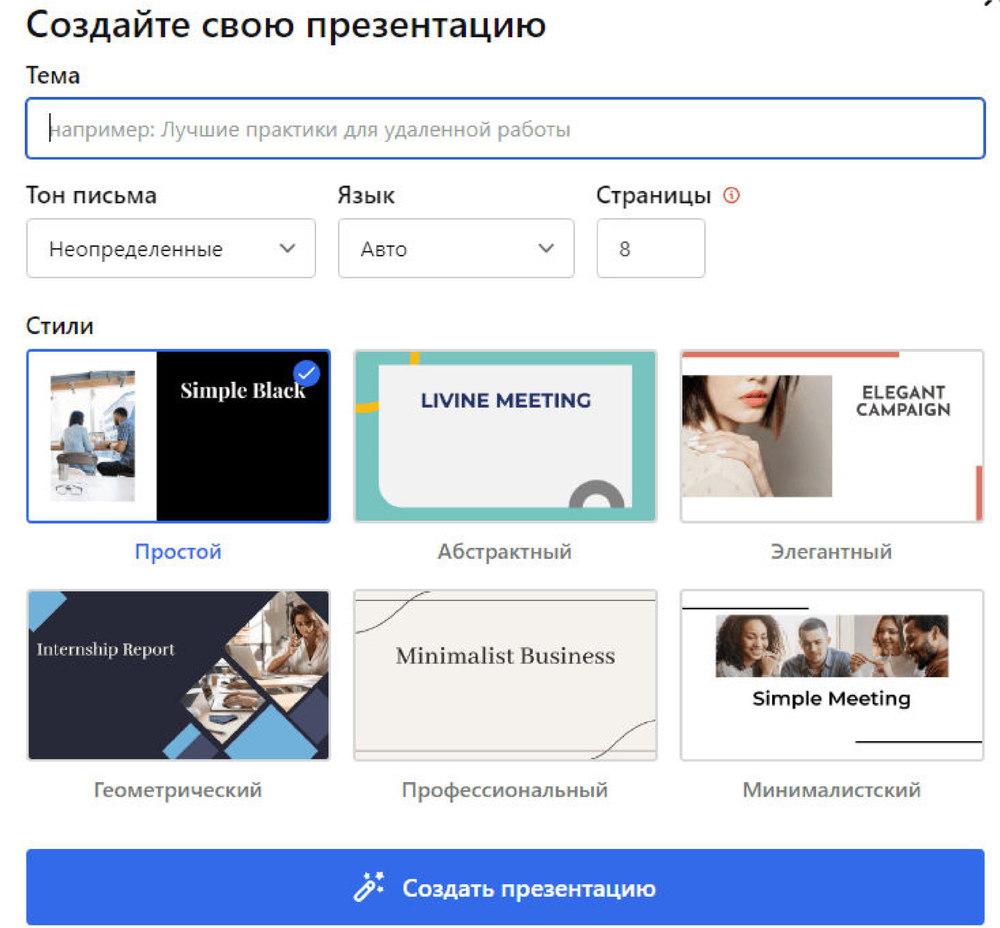 Создайте свою презентацию
Тема
например: Лучшие практики для удаленной работы
Тон письма
Язык
Страницы
Неопределенные
Авто
8
Стили
Simple Black
LIVINE MEETING
ELEGANT
CAMPAIGN
Простой
Абстрактный
Элегантный
Internship Report
Minimalist Business
Simple Meeting
Геометрический
Профессиональный
Минималистский
Создать презентацию